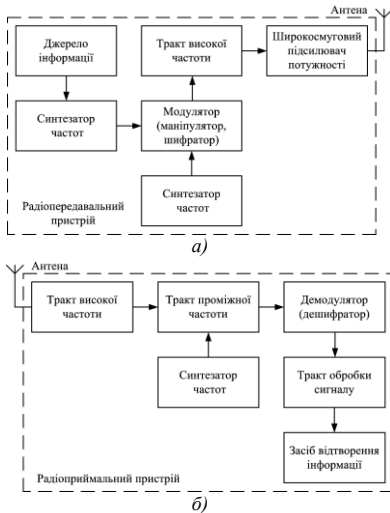 Антена
Джерело
інформації
Тракт високої
частоти
Широкосмуговий
підсилювач
потужності
Синтезатор
частот
Модулятор
(маніпулятор,
шифратор)
Радіопередавальний
пристрій
Синтезатор
частот
а)
Антена
Тракт високої
частоти
Тракт проміжної
частоти
Демодулятор
(дешифратор)
Синтезатор
частот
Тракт обробки
сигналу
Засіб відтворення
інформації
Радіоприймальний пристрій
б)